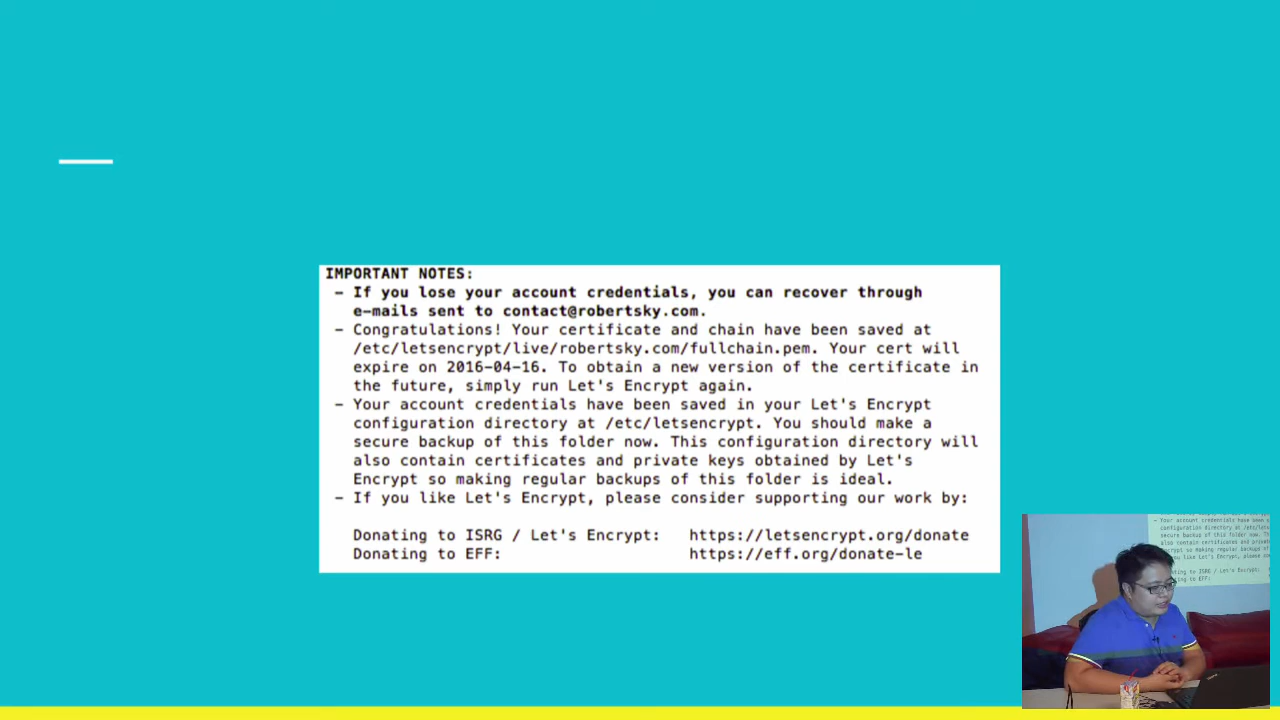 IMPORTANT NOTES:
- If you lose your account credentials, you can recover through
e-mails sent to contact@robertsky.com.
- Congratulations! Your certificate and chain have been saved at
/etc/letsencrypt/live/robertsky.com/fullchain.pem. Your cert will
expire on 2016-04-16. To obtain a new version of the certificate in
the future, simply run Let's Encrypt again.
- Your account credentials have been saved in your Let's Encrypt
configuration directory at /etc/letsencrypt. You should make a
secure backup of this folder now. This configuration directory will
also contain certificates and private keys obtained by Let's
Encrypt so making regular backups of this folder is ideal.
- If you like Let's Encrypt, please consider supporting our work by:
Donating to ISRG / Let's Encrypt: https://letsencrypt.org/donate
Donating to EFF: https://eff.org/donate-le